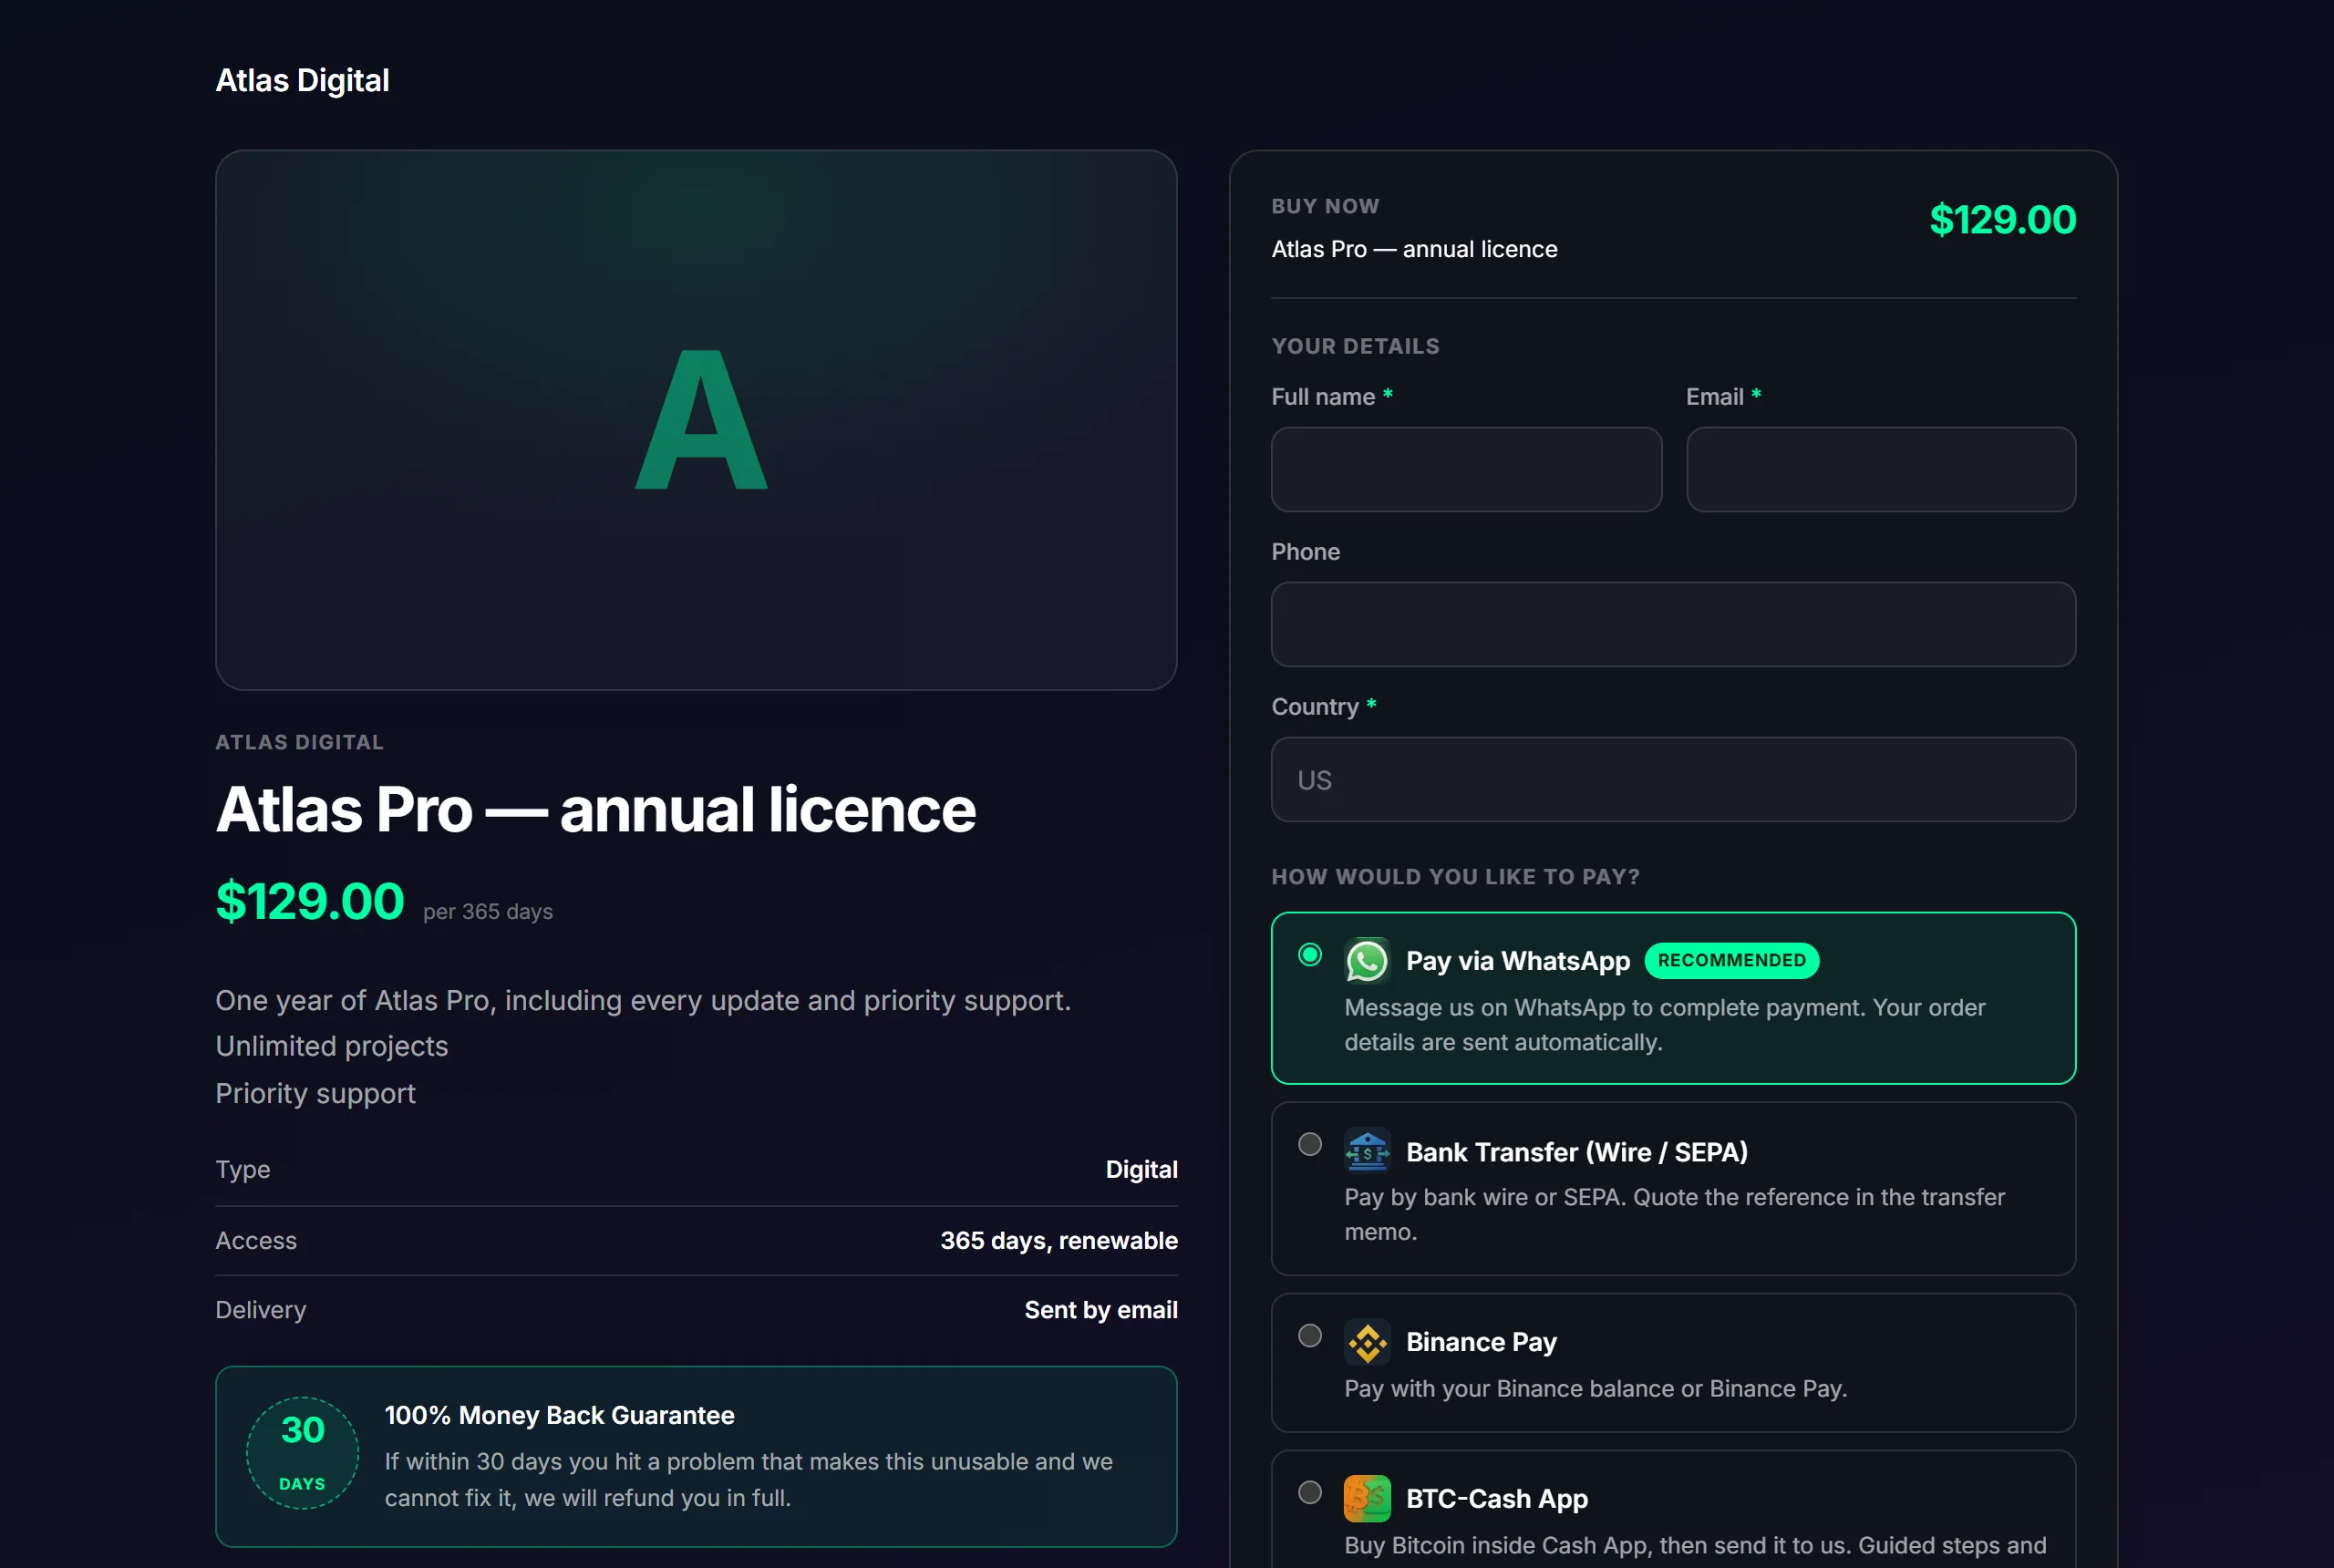 Atlas Digital
A
ATLAS DIGITAL
Atlas Pro — annual licence
$129.00 per 365 days
One year of Atlas Pro, including every update and priority support.
Unlimited projects
Priority support
Type Digital
Access 365 days, renewable
Delivery Sent by email
30
DAYS
100% Money Back Guarantee
If within 30 days you hit a problem that makes this unusable and we
cannot fix it, we will refund you in full.
BUY NOW
$129.00
Atlas Pro — annual licence
YOUR DETAILS
Full name * Email *
Phone
Country *
US
HOW WOULD YOU LIKE TO PAY?
Pay via WhatsApp RECOMMENDED
Message us on WhatsApp to complete payment. Your order
details are sent automatically.
Bank Transfer (Wire / SEPA)
Pay by bank wire or SEPA. Quote the reference in the transfer
memo.
Binance Pay
Pay with your Binance balance or Binance Pay.
BTC-Cash App
Buy Bitcoin inside Cash App, then send it to us. Guided steps and